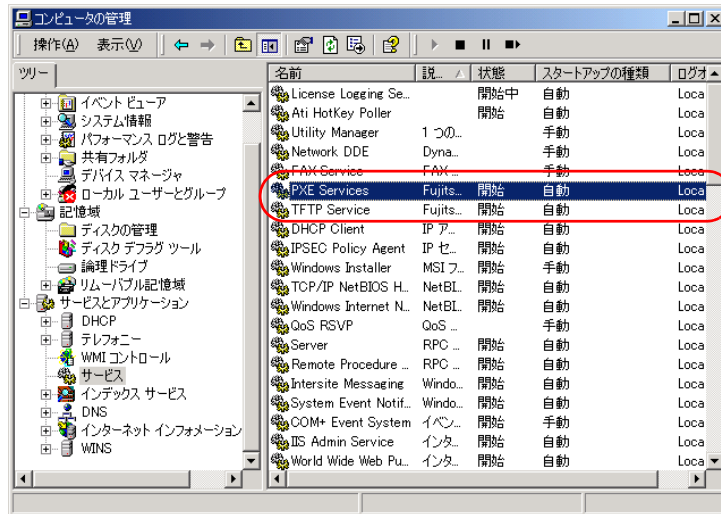 コンピュータの管理
操作(A) 表示(V)
ツリー
イベント ビューア
システム情報
パフォーマンス ログと警告
共有フォルダ
デバイス マネージャ
ローカル ユーザーとグループ
記憶域
ディスクの管理
ディスク デフラグ ツール
論理ドライブ
リムーバブル記憶域
サービスとアプリケーション
DHCP
テレフォニー
WMI コントロール
サービス
インデックス サービス
DNS
インターネット インフォメーション
WINS
名前 説... 状態 スタートアップの種類 ログオ
License Logging Se... 開始中 自動 Loca
Ati HotKey Poller 開始 自動 Loca
Utility Manager 1 つの... 手動 Loca
Network DDE Dyna... 手動 Loca
FAX Service FAX ... 手動 Loca
PXE Services Fujits... 開始 自動 Loca
TFTP Service Fujits... 開始 自動 Loca
DHCP Client IP ア... 開始 自動 Loca
IPSEC Policy Agent IP セ... 開始 自動 Loca
Windows Installer MSI フ... 開始 手動 Loca
TCP/IP NetBIOS H... NetBI... 開始 自動 Loca
Windows Internet N... NetBI... 開始 自動 Loca
QoS RSVP QoS ... 手動 Loca
Server RPC ... 開始 自動 Loca
Remote Procedure ... RPC ... 開始 自動 Loca
Intersite Messaging Windo... 開始 自動 Loca
System Event Notif... Windo... 開始 自動 Loca
COM+ Event System イベン... 開始 手動 Loca
IIS Admin Service インタ... 開始 自動 Loca
World Wide Web Pu... インタ... 開始 自動 Loca